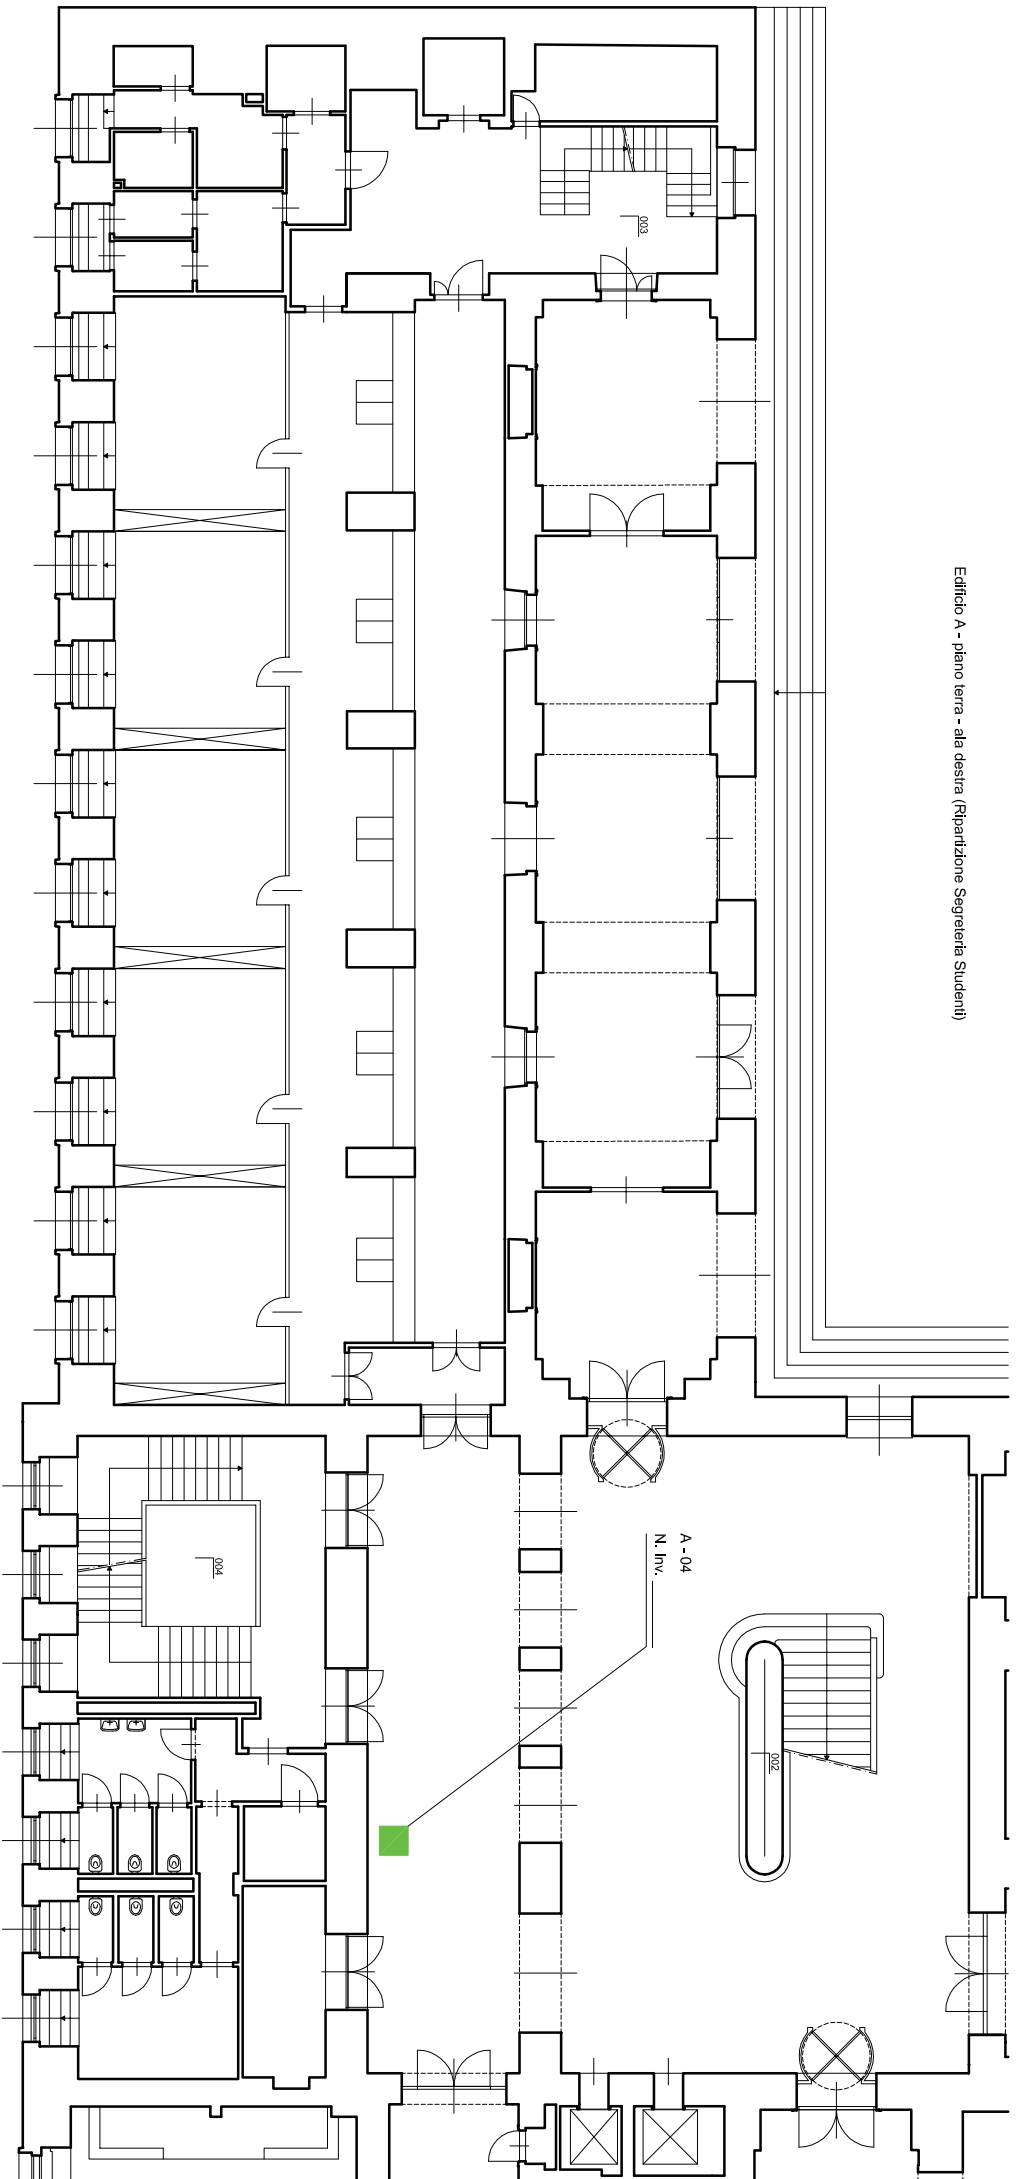 Edificio A - piano terra - ala destra (Ripartizione Segreteria Studenti)
003
A - 04
N. Inv.
004
002